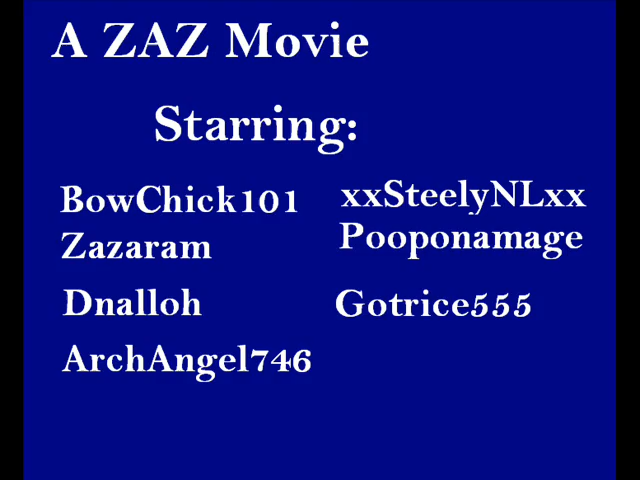 A ZAZ Movie
Starring:
BowChick101
xxSteelyNLxx
Zazaram
Pooponamage
Dnalloh
Gotrice555
ArchAngel746